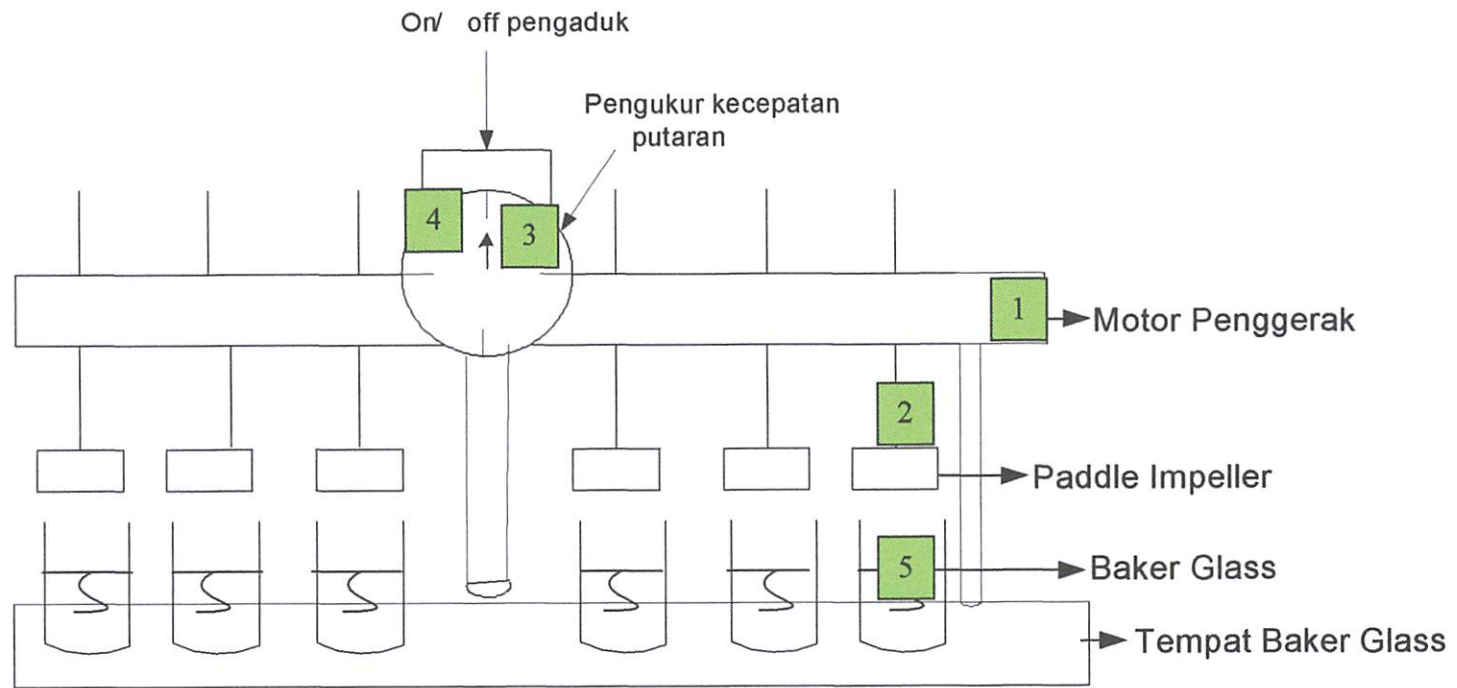 On/ off pengaduk
Pengukur kecepatan
putaran
4
3
1
Motor Penggerak
2
Paddle Impeller
5
Baker Glass
Tempat Baker Glass